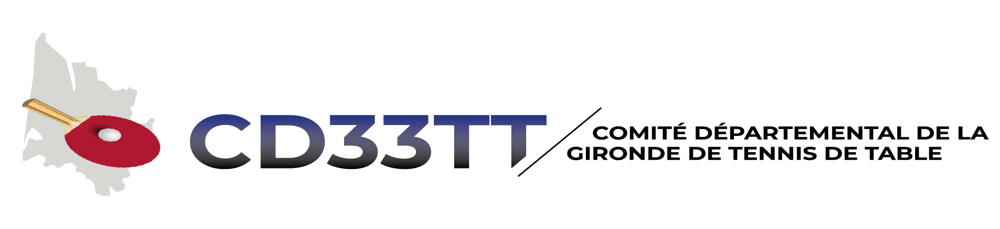 CD33TT
COMITÉ DÉPARTEMENTAL DE LA
GIRONDE DE TENNIS DE TABLE